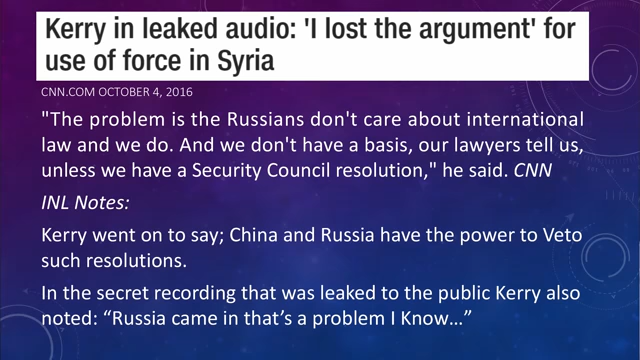 Kerry in leaked audio: 'I lost the argument' for
use of force in Syria
CNN.COM OCTOBER 4, 2016
"The problem is the Russians don't care about international
law and we do. And we don't have a basis, our lawyers tell us,
unless we have a Security Council resolution," he said. CNN
INL Notes:
Kerry went on to say; China and Russia have the power to Veto
such resolutions.
In the secret recording that was leaked to the public Kerry also
noted: “Russia came in that’s a problem I Know…”